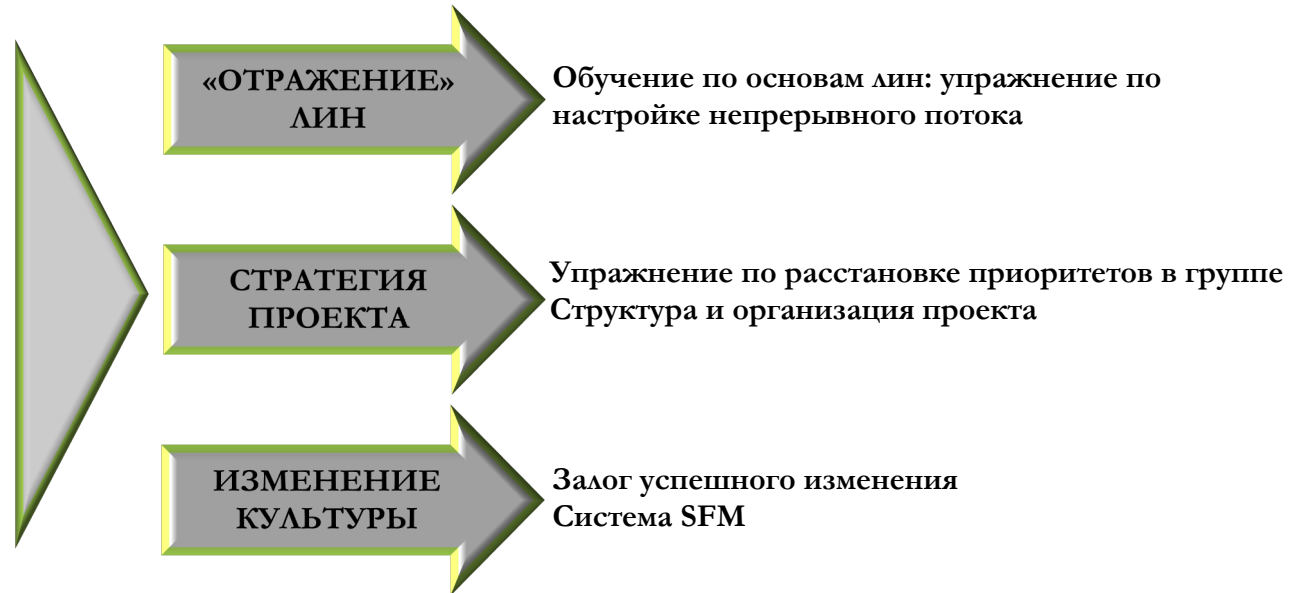 «ОТРАЖЕНИЕ»
ЛИН
Обучение по основам лин: упражнение по
настройке непрерывного потока
СТРАТЕГИЯ
ПРОЕКТА
Упражнение по расстановке приоритетов в группе
Структура и организация проекта
ИЗМЕНЕНИЕ
КУЛЬТУРЫ
Залог успешного изменения
Система SFM